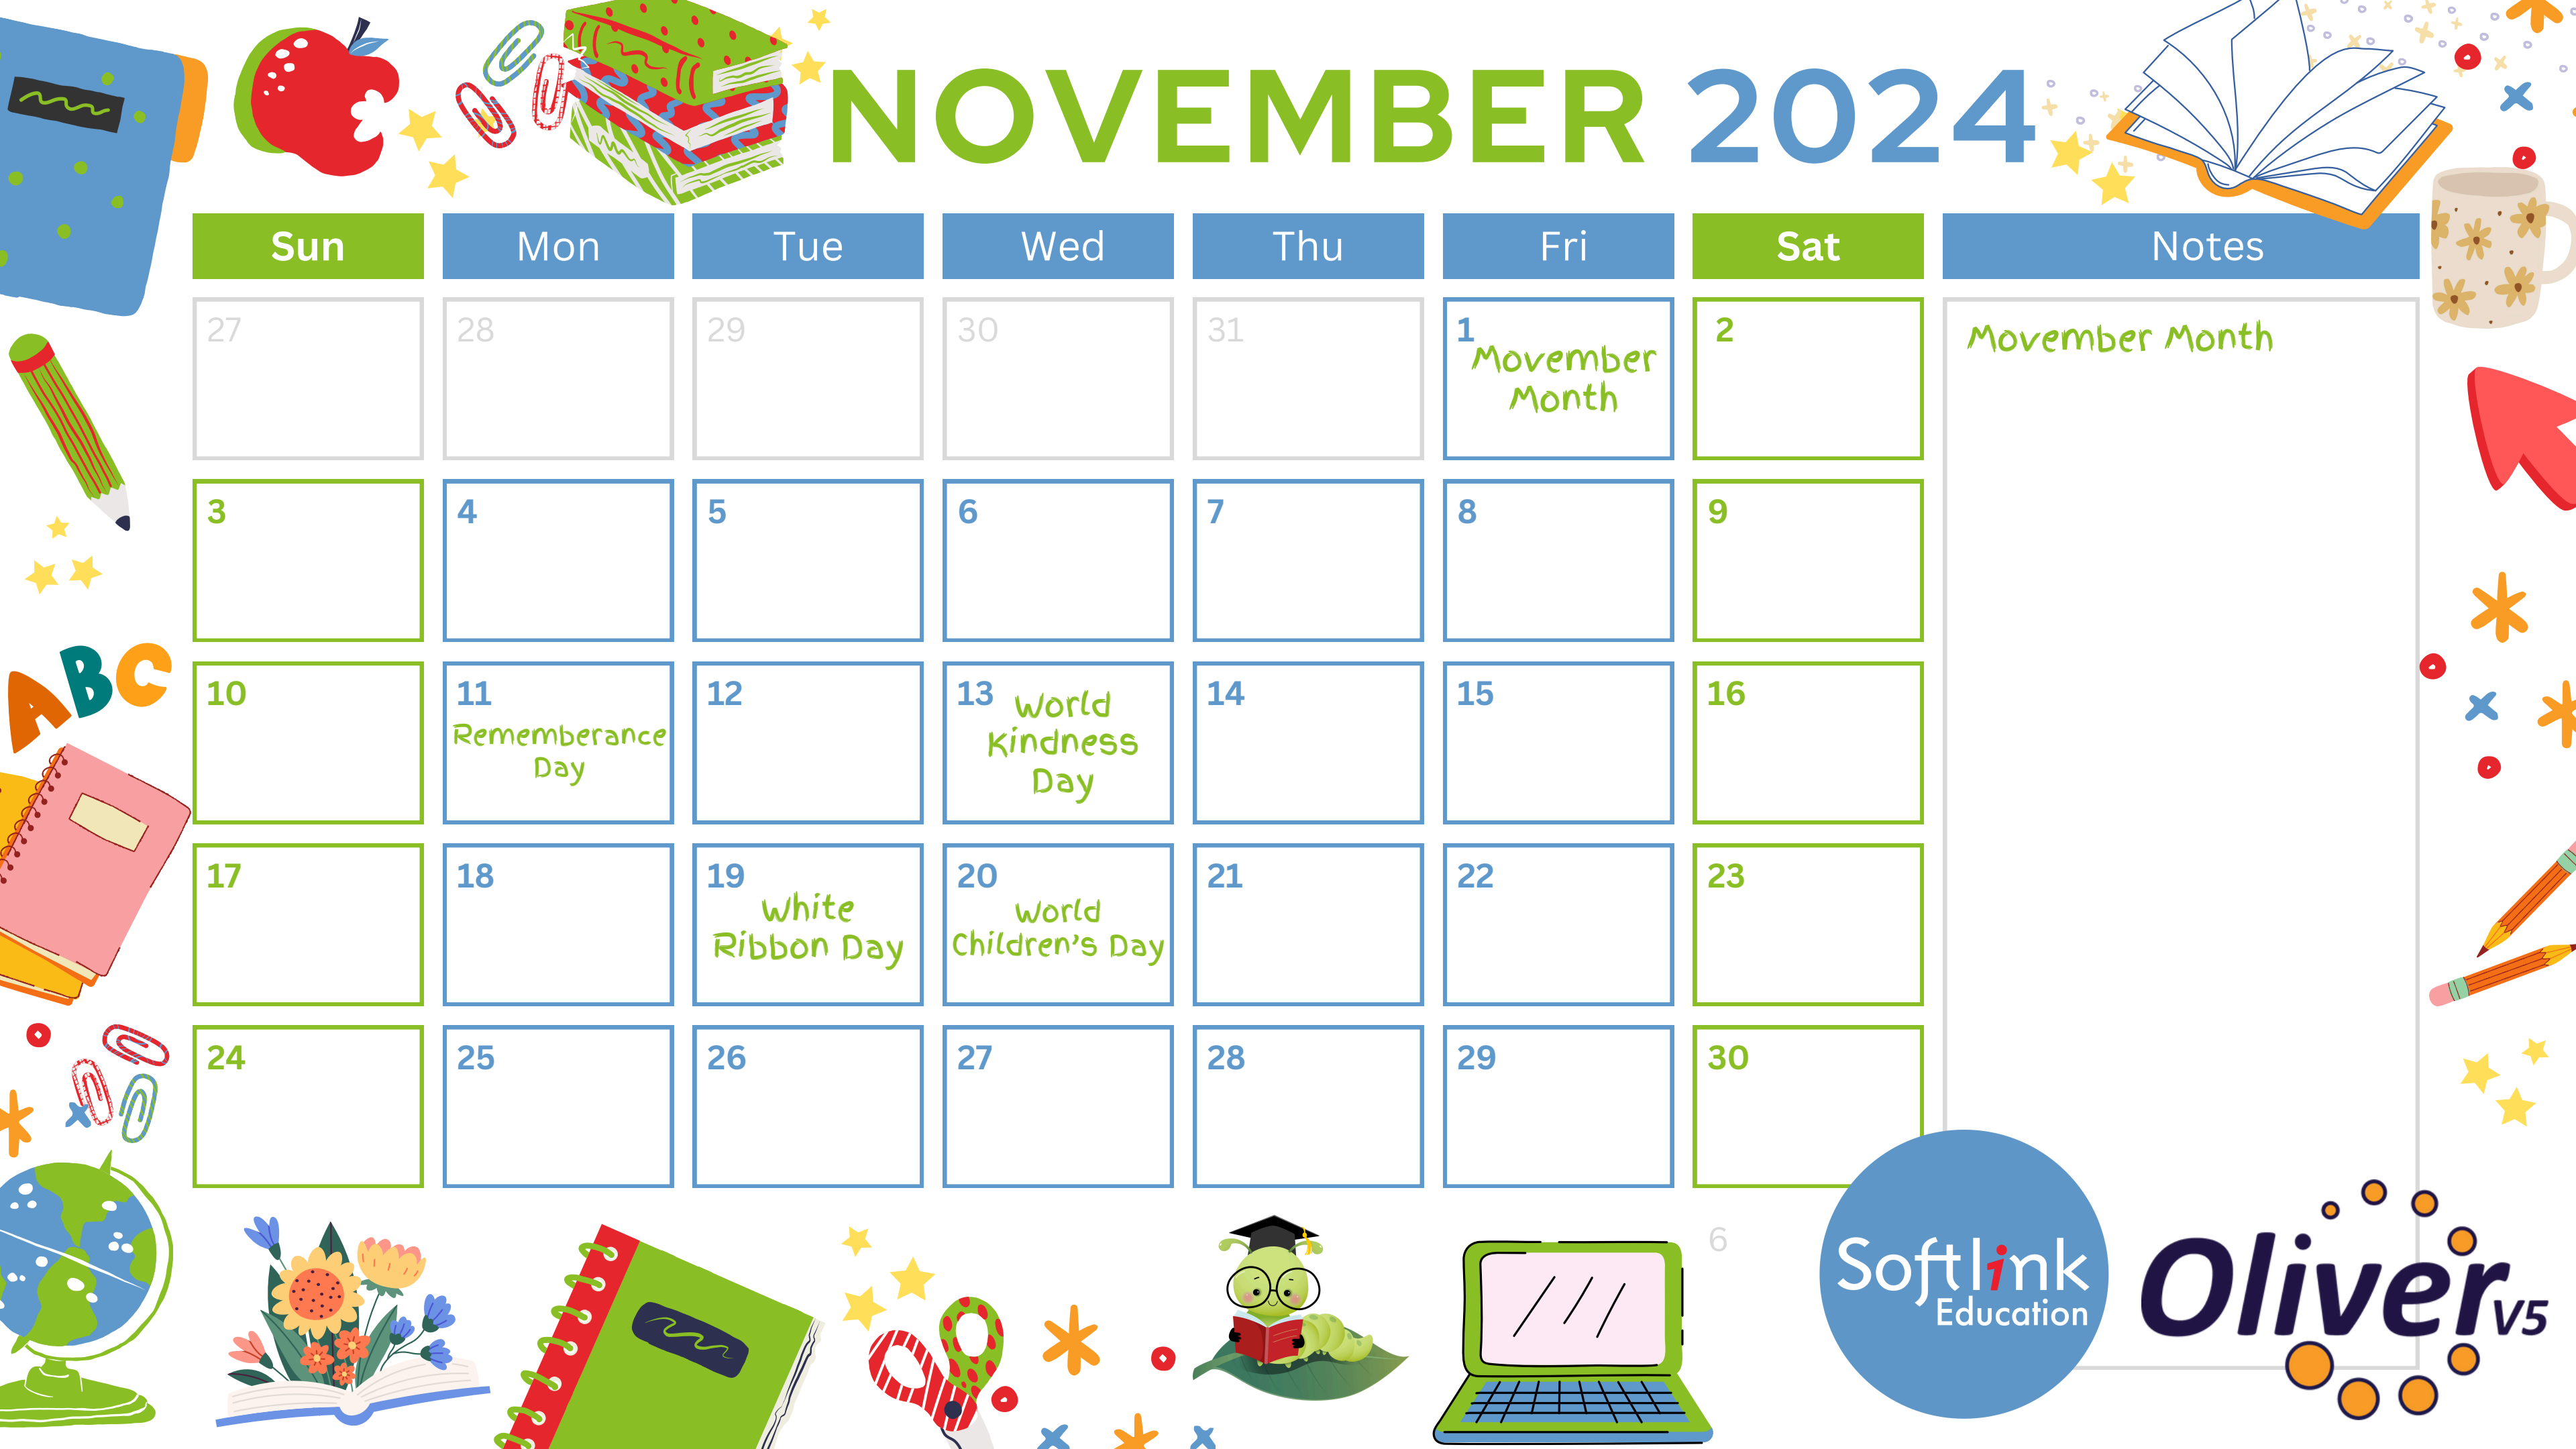 NOVEMBER 2024
Sun Mon Tue Wed Thu Fri Sat Notes
27 28 29 30 31 1 2
Movember
Month
Movember Month
3 4 5 6 7 8 9
10 11 12 13 14 15 16
Rememberance
Day
World
Kindness
Day
17 18 19 20 21 22 23
White
Ribbon Day
World
Children's Day
24 25 26 27 28 29 30
6
ABC
Softlink
Education
Oliver V5